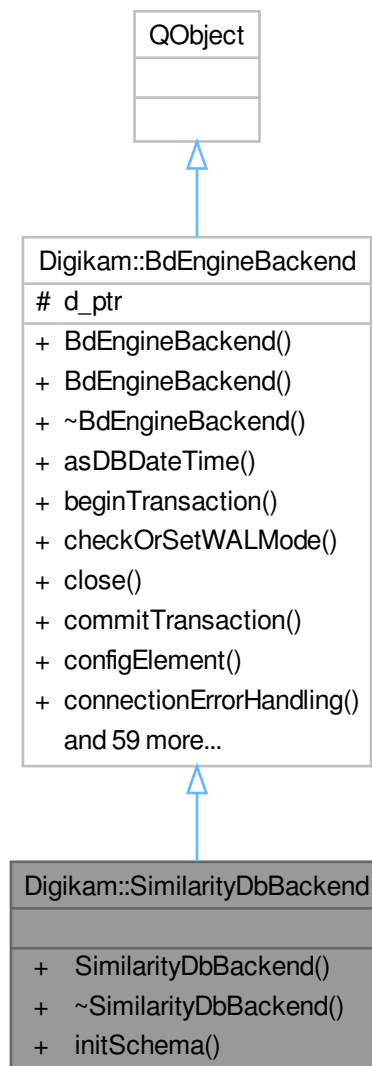 QObject
Digikam::BdEngineBackend
# d_ptr
+ BdEngineBackend()
+ BdEngineBackend()
+ ~BdEngineBackend()
+ asDBDateTime()
+ beginTransaction()
+ checkOrSetWALMode()
+ close()
+ commitTransaction()
+ configElement()
+ connectionErrorHandling()
and 59 more...
Digikam::SimilarityDbBackend
+ SimilarityDbBackend()
+ ~SimilarityDbBackend()
+ initSchema()